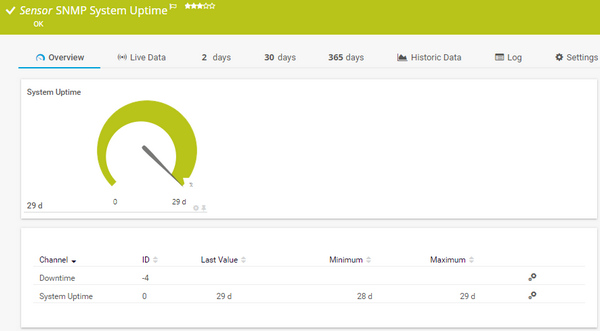 Sensor SNMP System Uptime
OK
Overview Live Data 2 days 30 days 365 days Historic Data Log Settings
System Uptime
0 29 d
29 d
Channel ID Last Value Minimum Maximum
Downtime -4
System Uptime 0 29 d 28 d 29 d